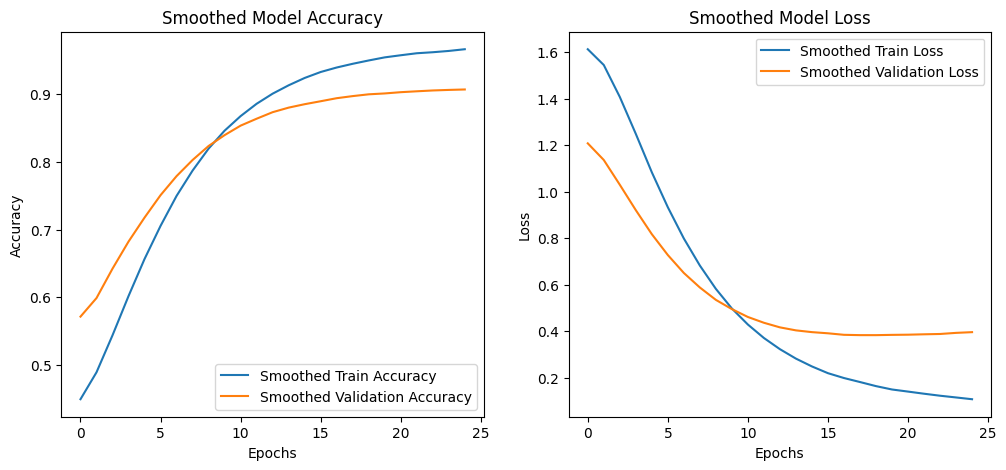 Smoothed Model Accuracy
Accuracy
0.9
0.8
0.7
0.6
0.5
Smoothed Train Accuracy
Smoothed Validation Accuracy
0
5
10
15
20
25
Epochs
Smoothed Model Loss
Loss
1.6
1.4
1.2
1.0
0.8
0.6
0.4
0.2
Smoothed Train Loss
Smoothed Validation Loss
0
5
10
15
20
25
Epochs